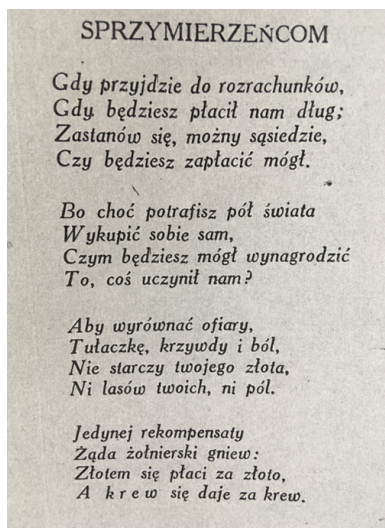 SPRZYMIERZEŃCOM
Gdy przyjdzie do rozrachunków,
Gdy będziesz płacił nam dług;
Zastanów się, możny sąsiedzie,
Czy będziesz zapłacić mógł.
Bo choć potrafisz pół świata
Wykupić sobie sam,
Czym będziesz mógł wynagrodzić
To, coś uczynił nam?
Aby wyrównać ofiary,
Tułaczkę, krzywdy i ból,
Nie starczy twojego złota,
Ni lasów twoich, ni pól.
Jedynej rekompensaty
Żąda żołnierski gniew:
Złotem się płaci za złoto,
A krew się daje za krew.